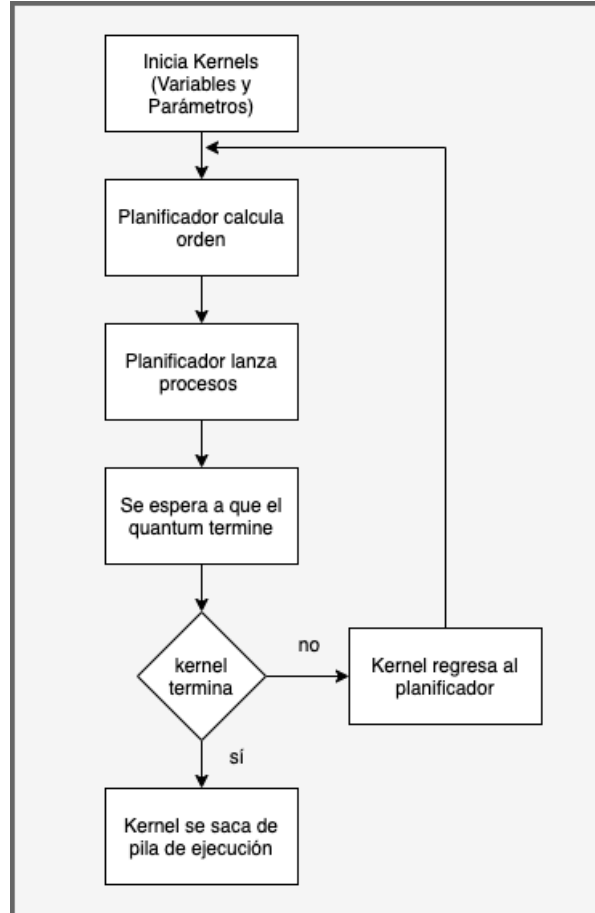 Inicia Kernels
(Variables y
Parámetros)
Planificador calcula
orden
Planificador lanza
procesos
Se espera a que el
quantum termine
kernel
termina
no
Kernel regresa al
planificador
sí
Kernel se saca de
pila de ejecución